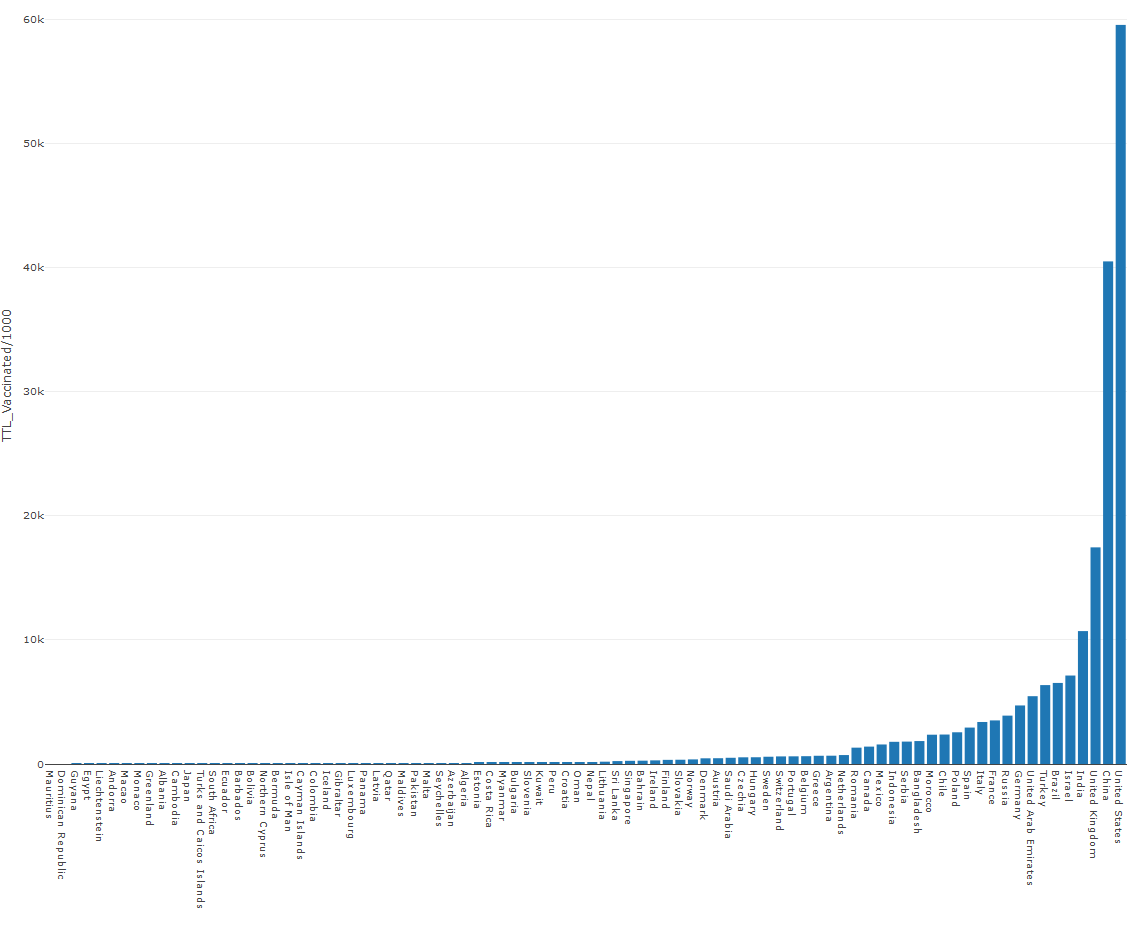 60k
50k
40k
30k
20k
10k
0
TTL_Vaccinated/1000
Mauritius
Dominican Republic
Guyana
Egypt
Liechtenstein
Andorra
Macao
Monaco
Greenland
Albania
Cambodia
Japan
Turks and Caicos Islands
South Africa
Ecuador
Barbados
Bolivia
Northern Cyprus
Bermuda
Isle of Man
Cayman Islands
Colombia
Iceland
Gibraltar
Luxembourg
Panama
Latvia
Qatar
Maldives
Pakistan
Malta
Seychelles
Azerbaijan
Algeria
Estonia
Costa Rica
Myanmar
Bulgaria
Slovenia
Kuwait
Peru
Croatia
Oman
Nepal
Lithuania
Sri Lanka
Singapore
Bahrain
Ireland
Finland
Slovakia
Norway
Denmark
Austria
Saudi Arabia
Czechia
Hungary
Sweden
Switzerland
Portugal
Belgium
Greece
Argentina
Netherlands
Romania
Canada
Mexico
Indonesia
Serbia
Bangladesh
Morocco
Chile
Poland
Spain
Italy
France
Russia
Germany
United Arab Emirates
Turkey
Brazil
Israel
India
United Kingdom
China
United States